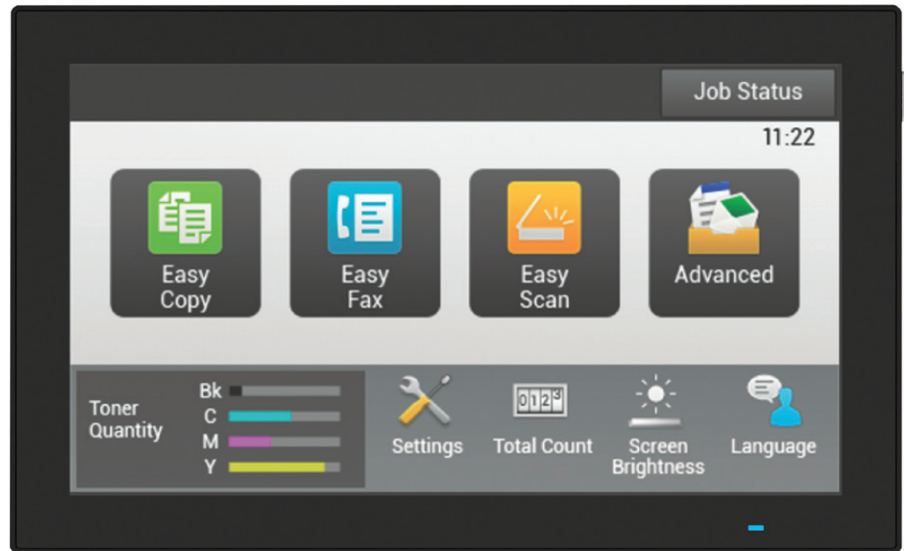 Job Status
11:22
Easy
Copy
Easy
Fax
Easy
Scan
Advanced
Toner
Quantity
Bk
C
M
Y
Settings
0123
Total Count
Screen
Brightness
Language